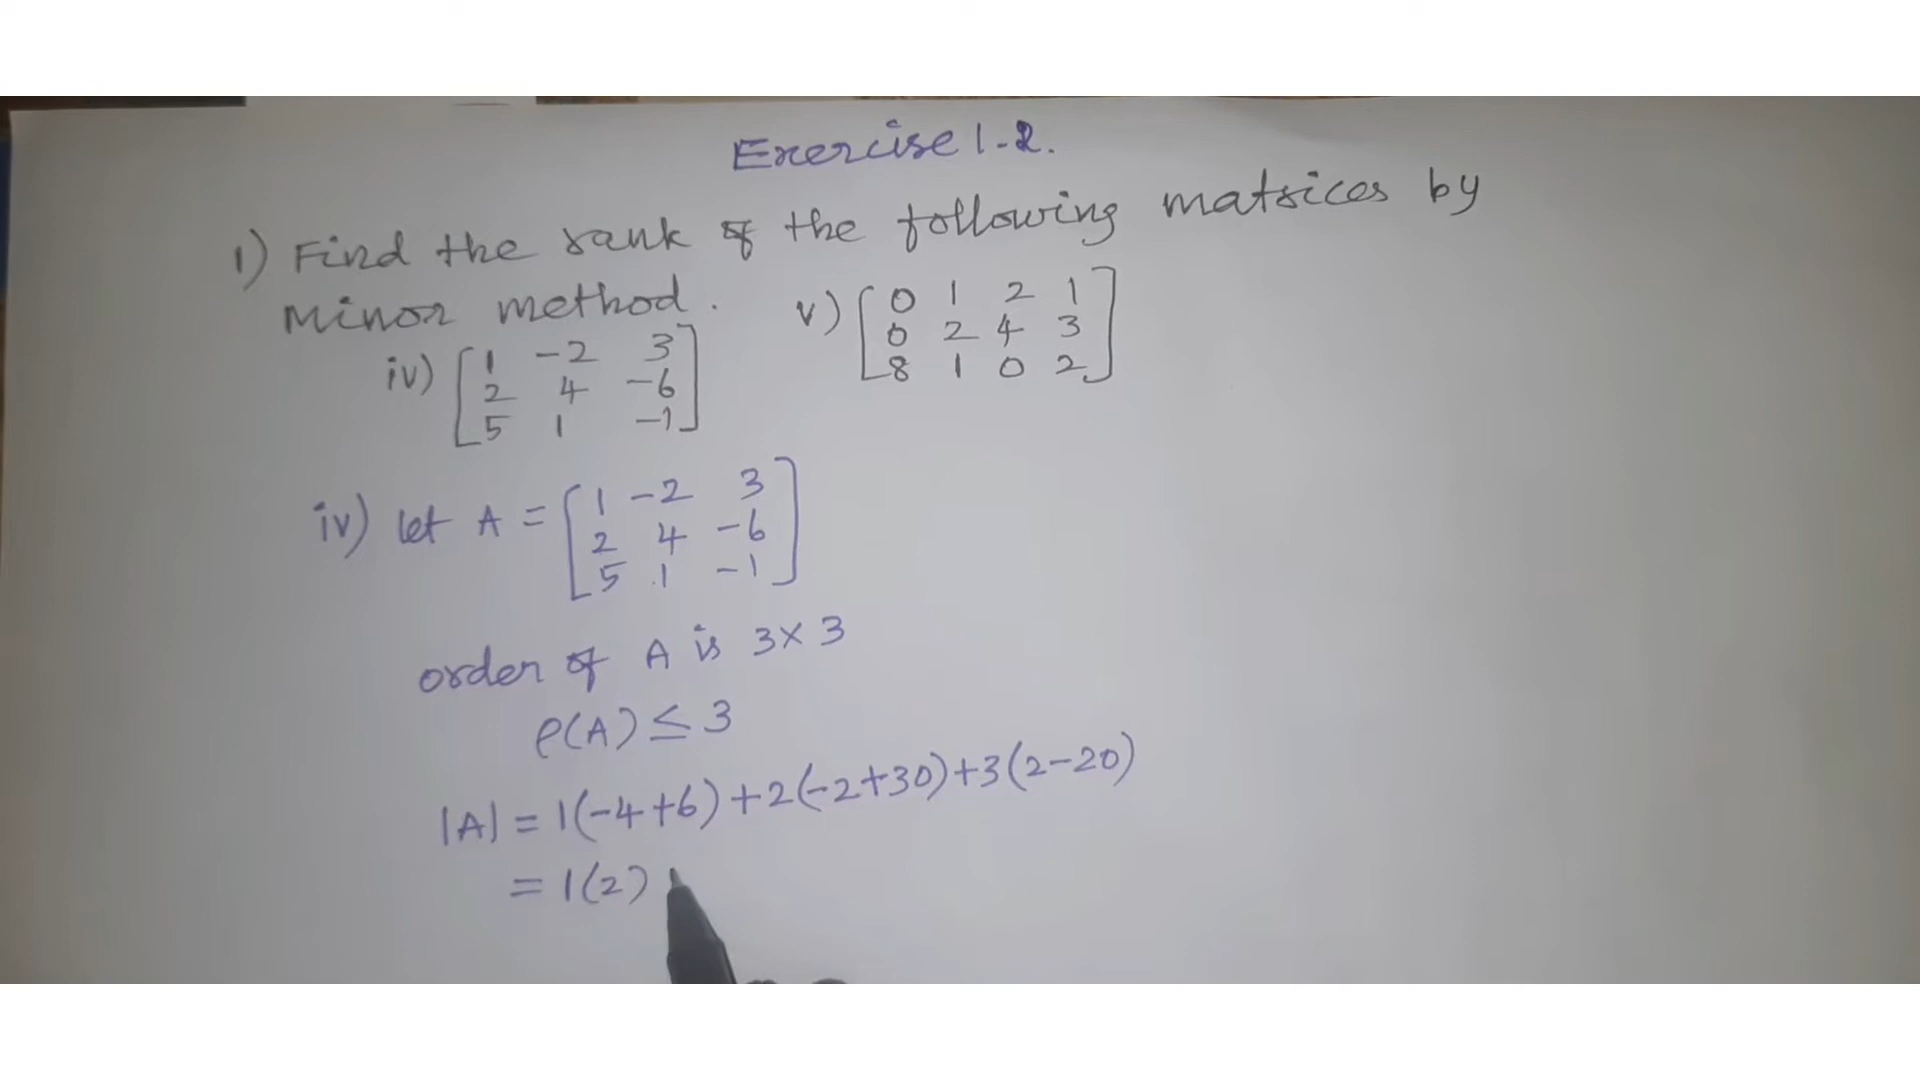 Exercise 1.2.
1) Find the rank of the following matrices by
Minor method.
iv) [1 -2 3
2 4 -6
5 1 -1]
v) [0 1 2 1
0 2 4 3
8 1 0 2]
iv) let A = [1 -2 3
2 4 -6
5 1 -1]
order of A is 3×3
ρ(A) ≤ 3
|A| = 1(-4+6)+2(-2+30)+3(2-20)
= 1(2)